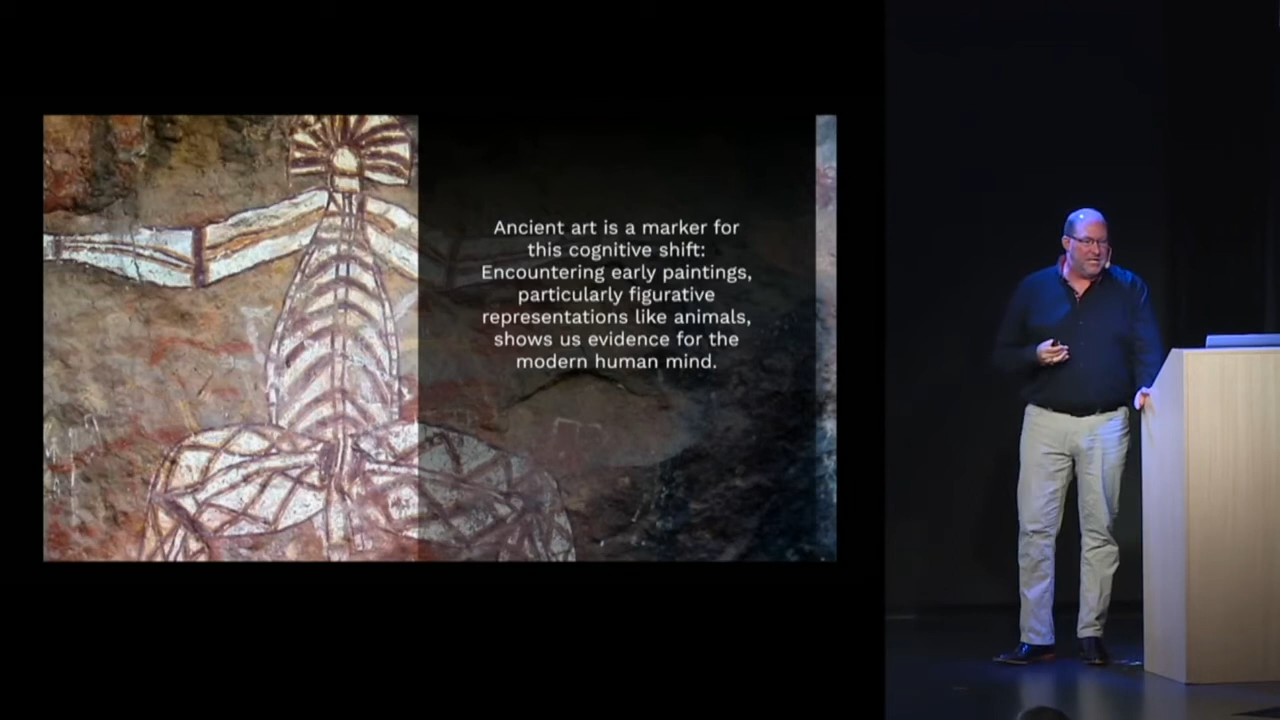 Ancient art is a marker for
this cognitive shift:
Encountering early paintings,
particularly figurative
representations like animals,
shows us evidence for the
modern human mind.